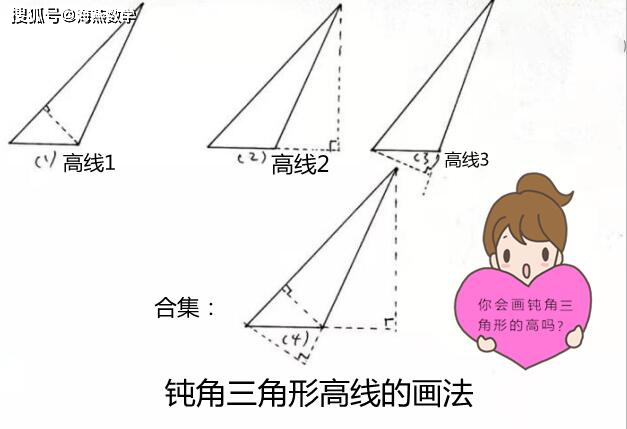 搜狐号@海燕数学
(1) 高线1
(2) 高线2
(3) 高线3
合集：
(4)
你会画钝角三
角形的高吗?
钝角三角形高线的画法